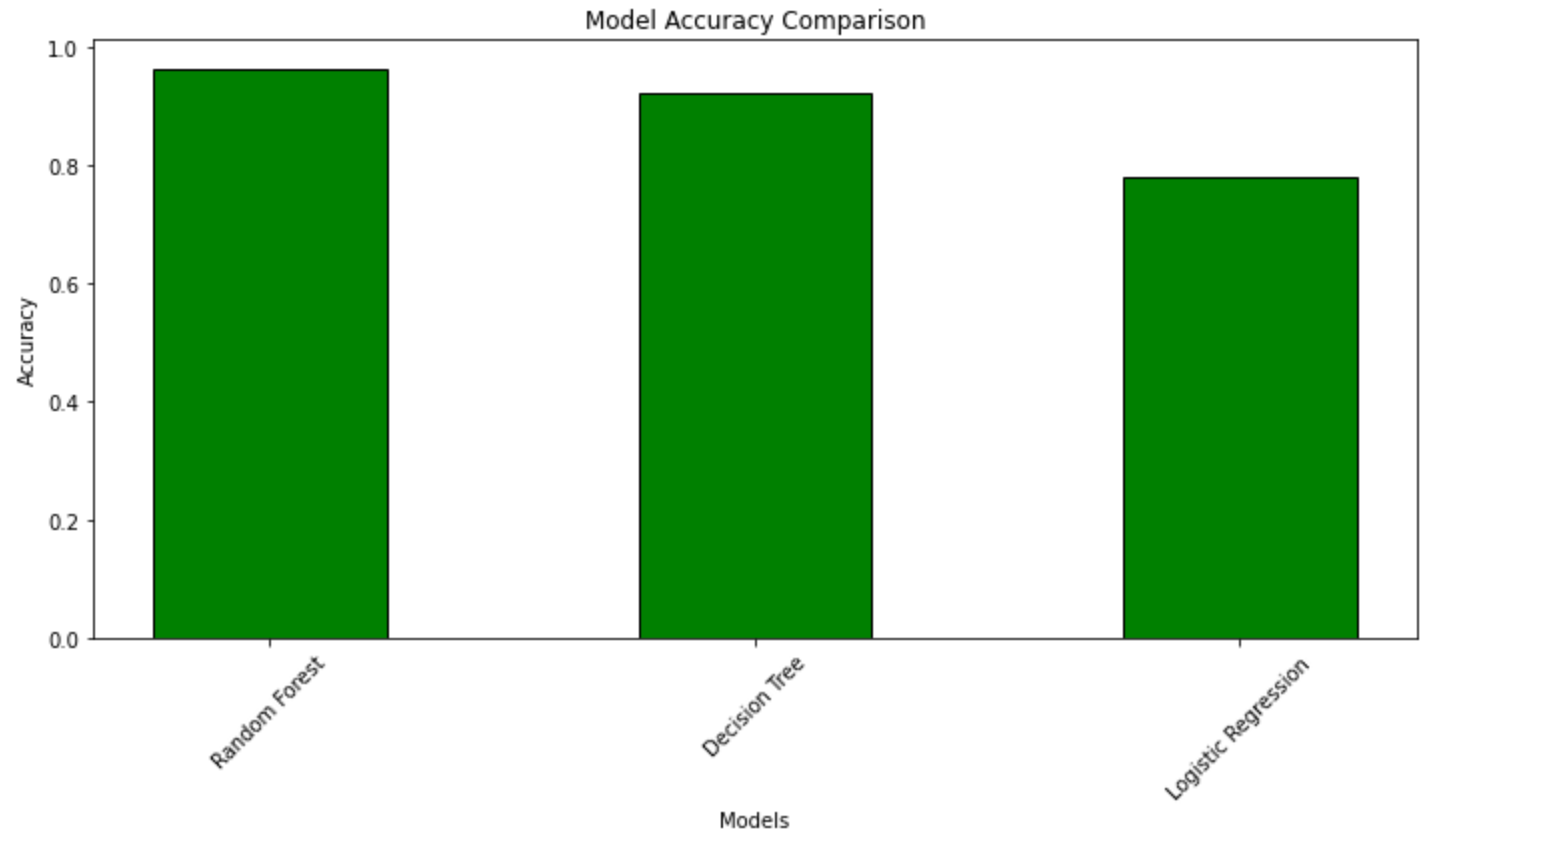 Model Accuracy Comparison
1.0
0.8
0.6
0.4
0.2
0.0
Accuracy
Random Forest
Decision Tree
Logistic Regression
Models